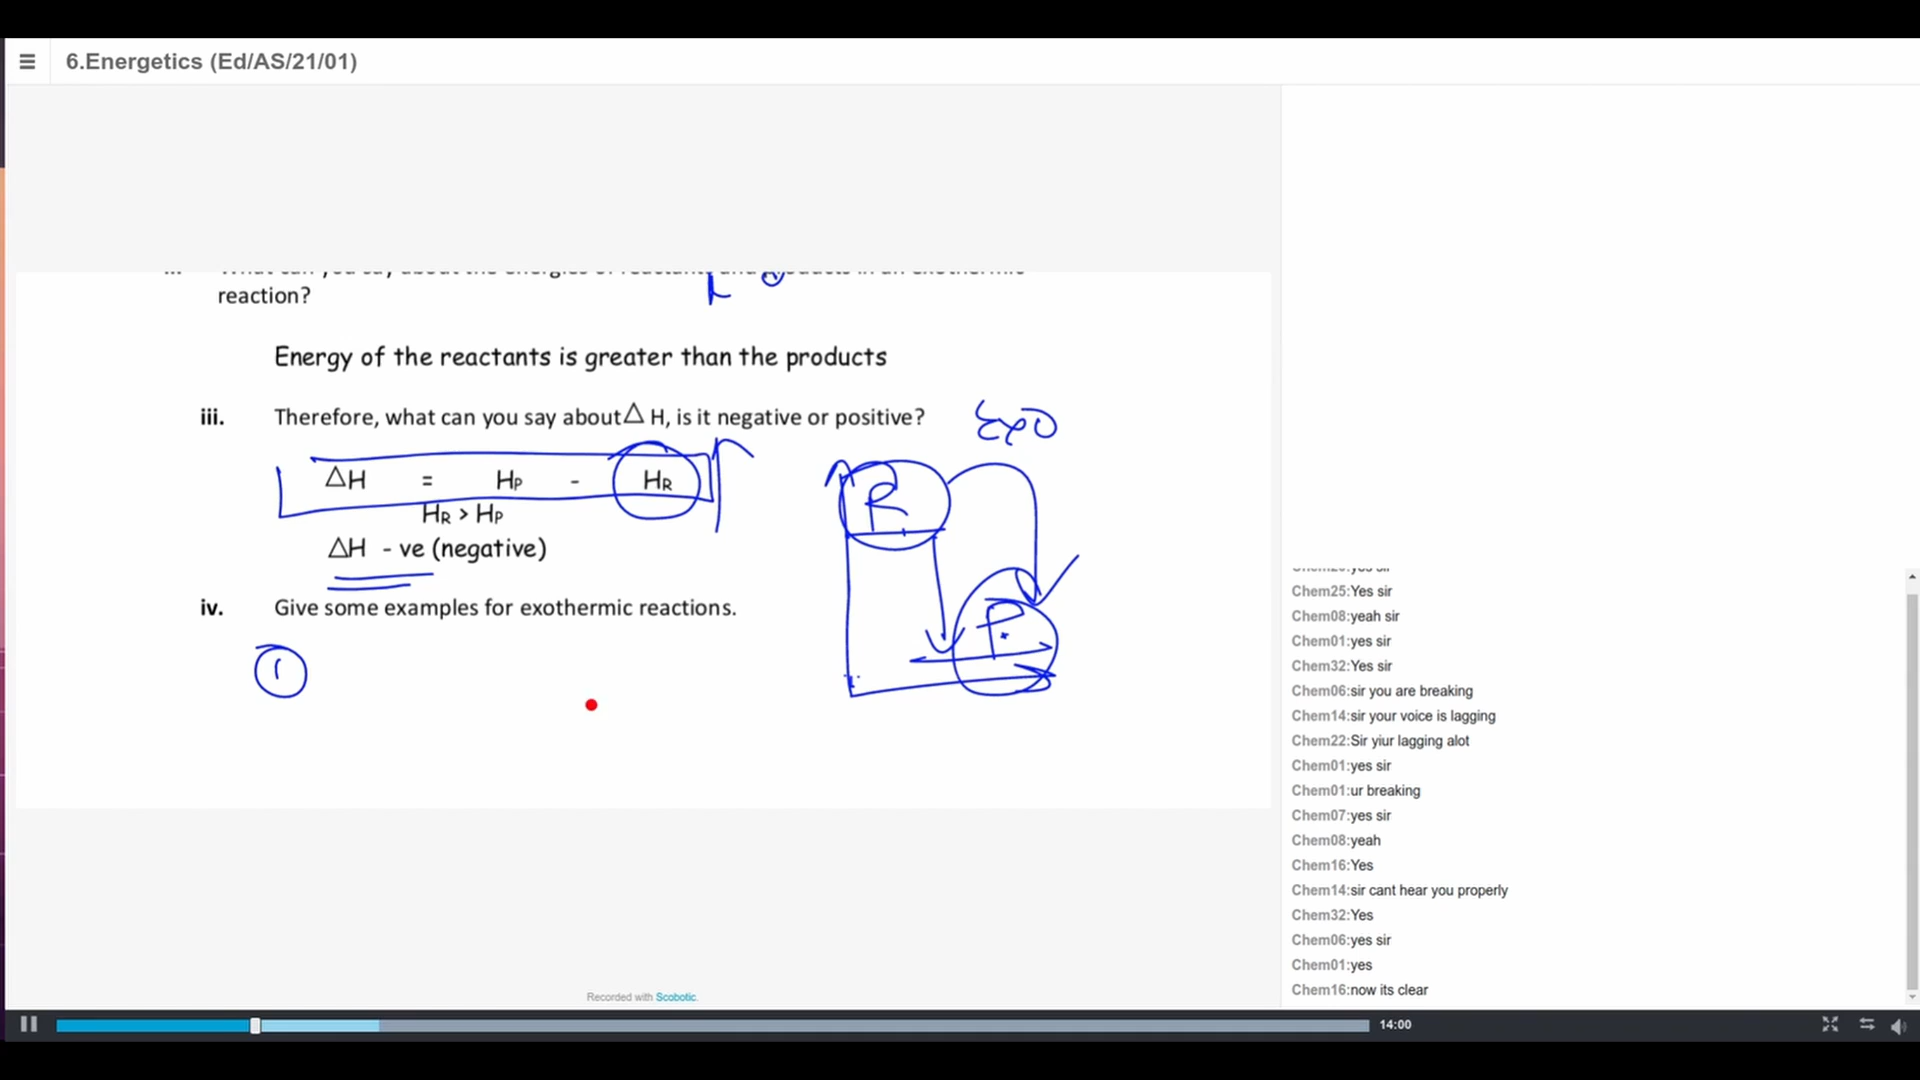 6.Energetics (Ed/AS/21/01)
reaction?
Energy of the reactants is greater than the products
iii. Therefore, what can you say about △ H, is it negative or positive?
EXO
△H = HP - HR
HR > HP
△H - ve (negative)
R
P
iv. Give some examples for exothermic reactions.
1
Recorded with Scobotic.
Chem25:Yes sir
Chem08:yeah sir
Chem01:yes sir
Chem32:Yes sir
Chem06:sir you are breaking
Chem14:sir your voice is lagging
Chem22:Sir yiur lagging alot
Chem01:yes sir
Chem01:ur breaking
Chem07:yes sir
Chem08:yeah
Chem16:Yes
Chem14:sir cant hear you properly
Chem32:Yes
Chem06:yes sir
Chem01:yes
Chem16:now its clear
14:00